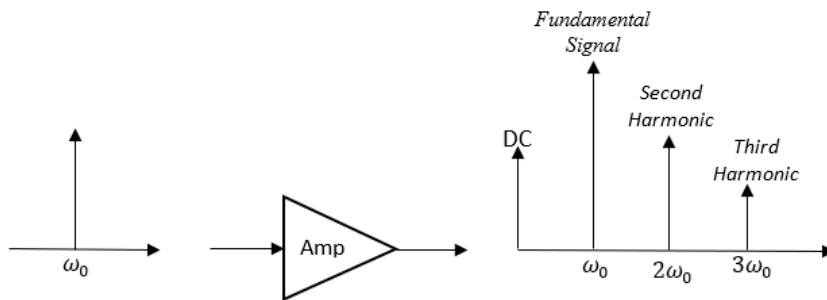 Fundamental
Signal
Second
Harmonic
DC
Third
Harmonic
Amp
ω₀
ω₀
2ω₀
3ω₀